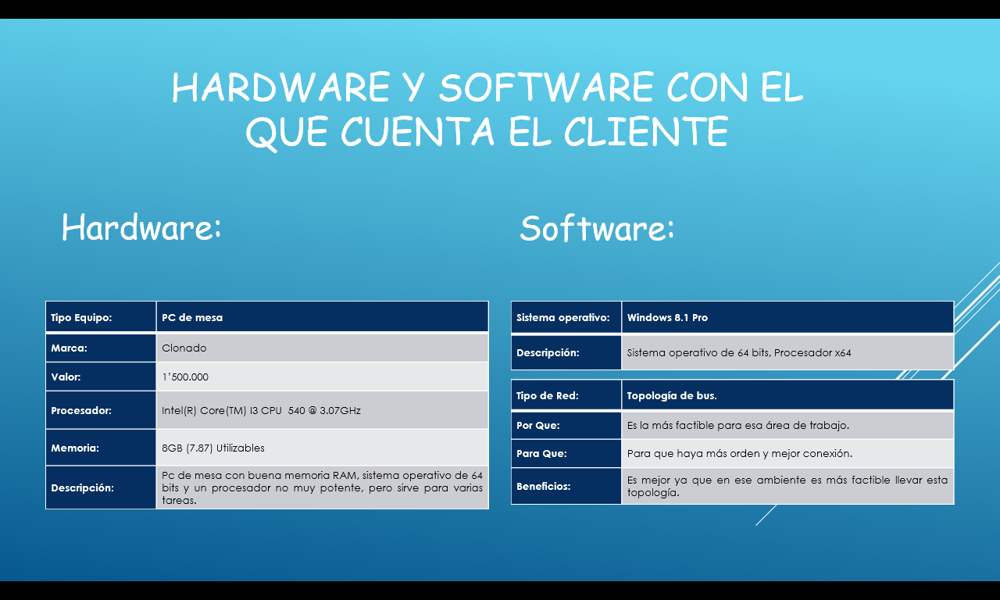 HARDWARE Y SOFTWARE CON EL
QUE CUENTA EL CLIENTE
Hardware:
Tipo Equipo: PC de mesa
Marca: Clonado
Valor: 1'500.000
Procesador: Intel(R) Core(TM) I3 CPU 540 @ 3.07GHz
Memoria: 8GB (7.87) Utilizables
Descripción: Pc de mesa con buena memoria RAM, sistema operativo de 64
bits y un procesador no muy potente, pero sirve para varias
tareas.
Software:
Sistema operativo: Windows 8.1 Pro
Descripción: Sistema operativo de 64 bits, Procesador x64
Tipo de Red: Topología de bus.
Por Que: Es la más factible para esa área de trabajo.
Para Que: Para que haya más orden y mejor conexión.
Beneficios: Es mejor ya que en ese ambiente es más factible llevar esta
topología.